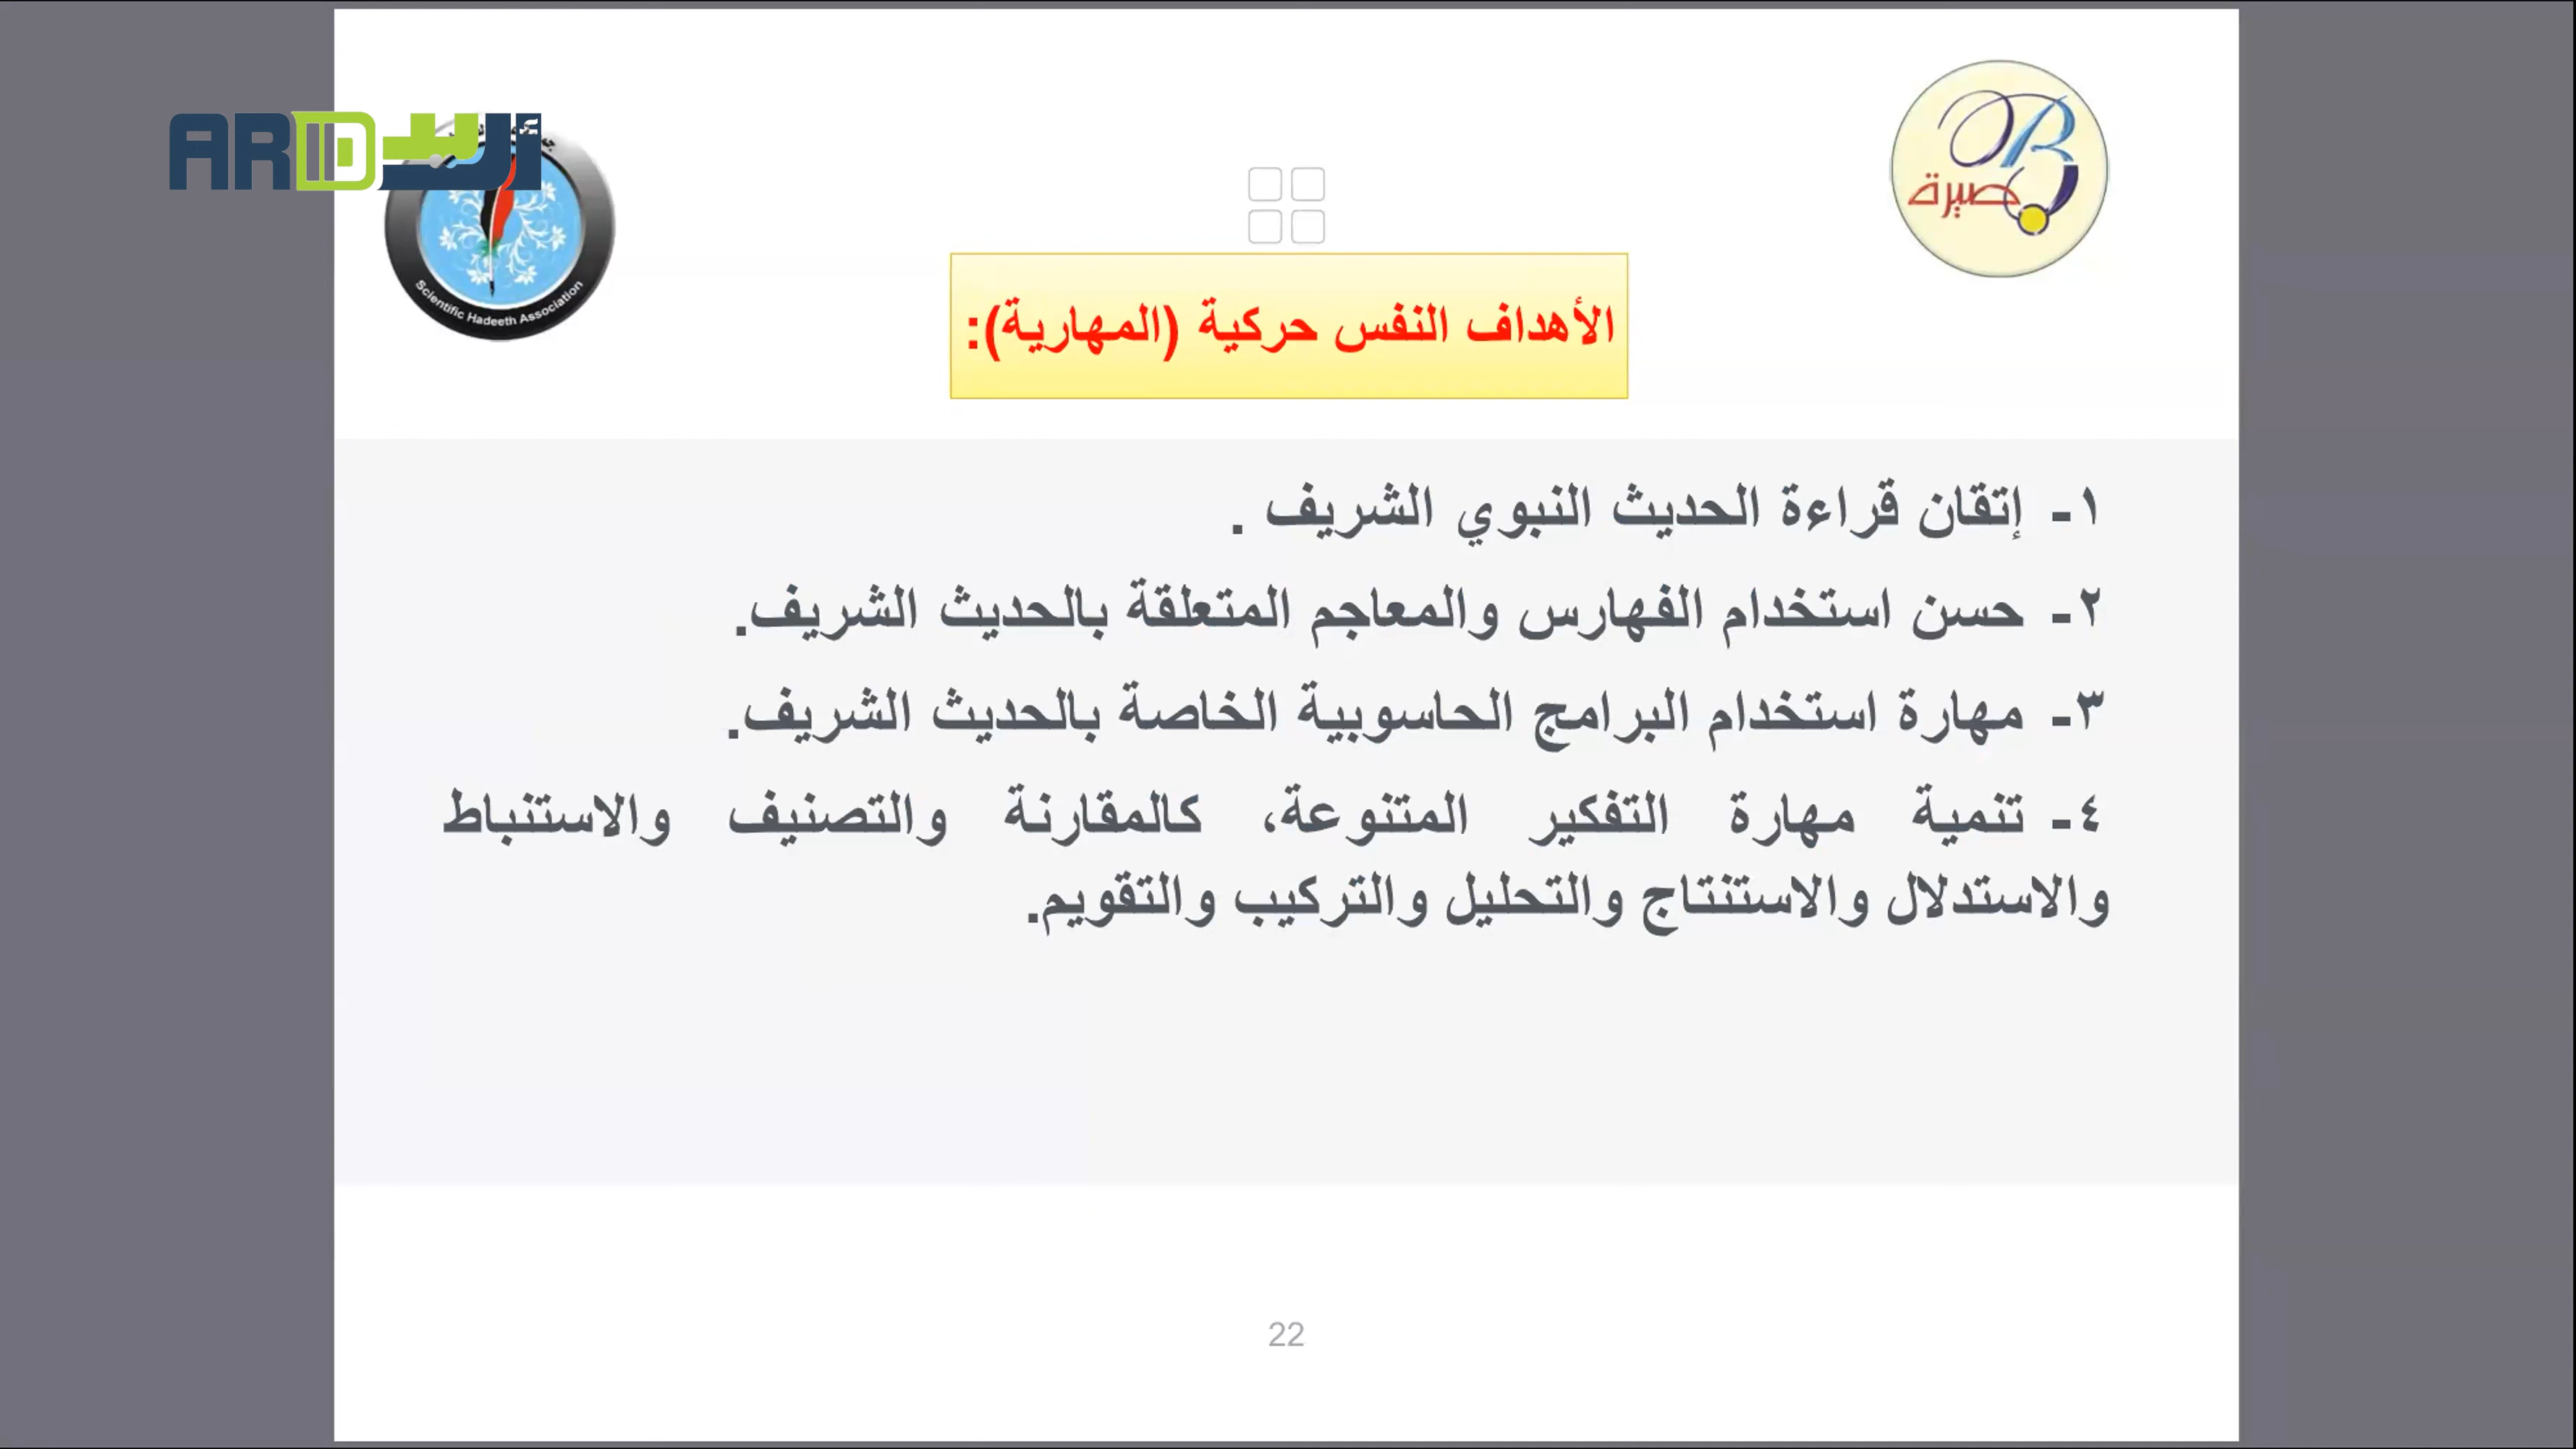 ARID
أريد
Scientific Hadeeth Association
بصيرة
الأهداف النفس حركية (المهارية):
١- إتقان قراءة الحديث النبوي الشريف .
٢- حسن استخدام الفهارس والمعاجم المتعلقة بالحديث الشريف.
٣- مهارة استخدام البرامج الحاسوبية الخاصة بالحديث الشريف.
٤- تنمية مهارة التفكير المتنوعة، كالمقارنة والتصنيف والاستنباط
والاستدلال والاستنتاج والتحليل والتركيب والتقويم.
22